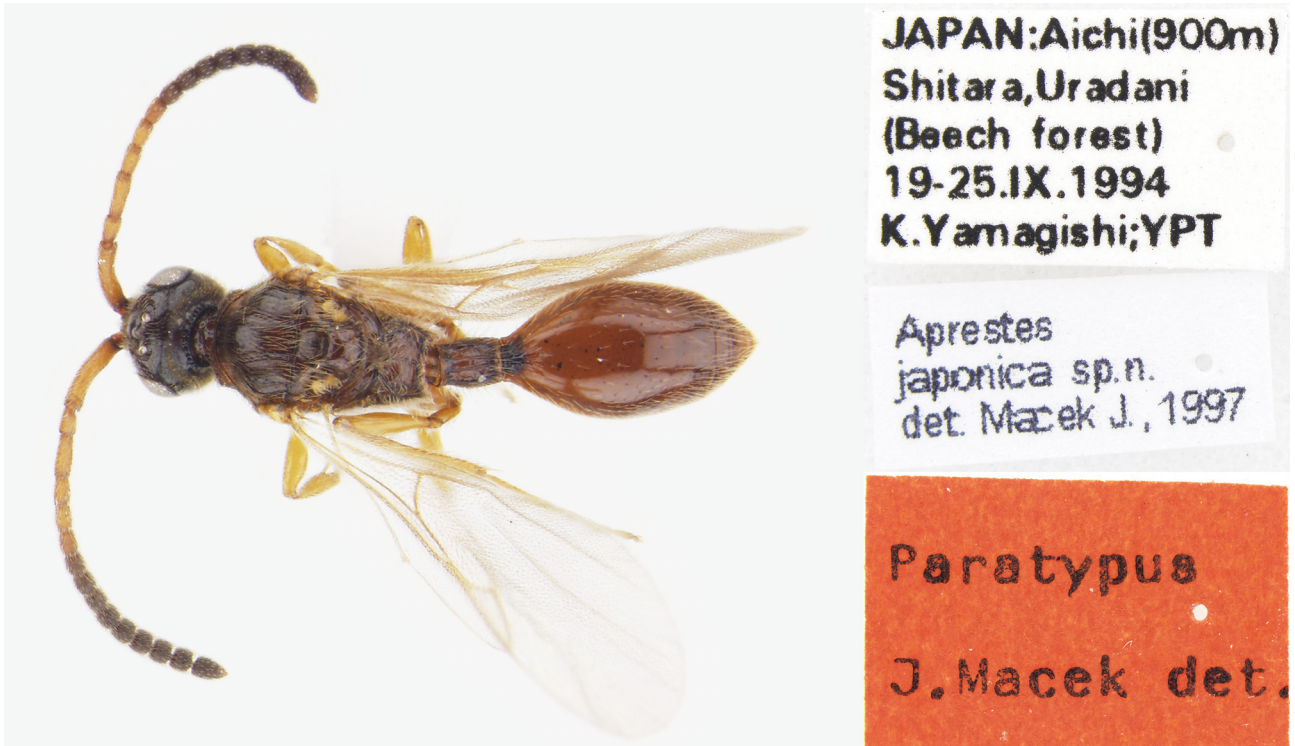 JAPAN:Aichi(900m)
Shitara,Uradani
(Beech forest)
19-25.IX.1994
K.Yamagishi;YPT
Aprestes
japonica sp.n.
det. Macek J., 1997
Paratypus
J.Macek det.